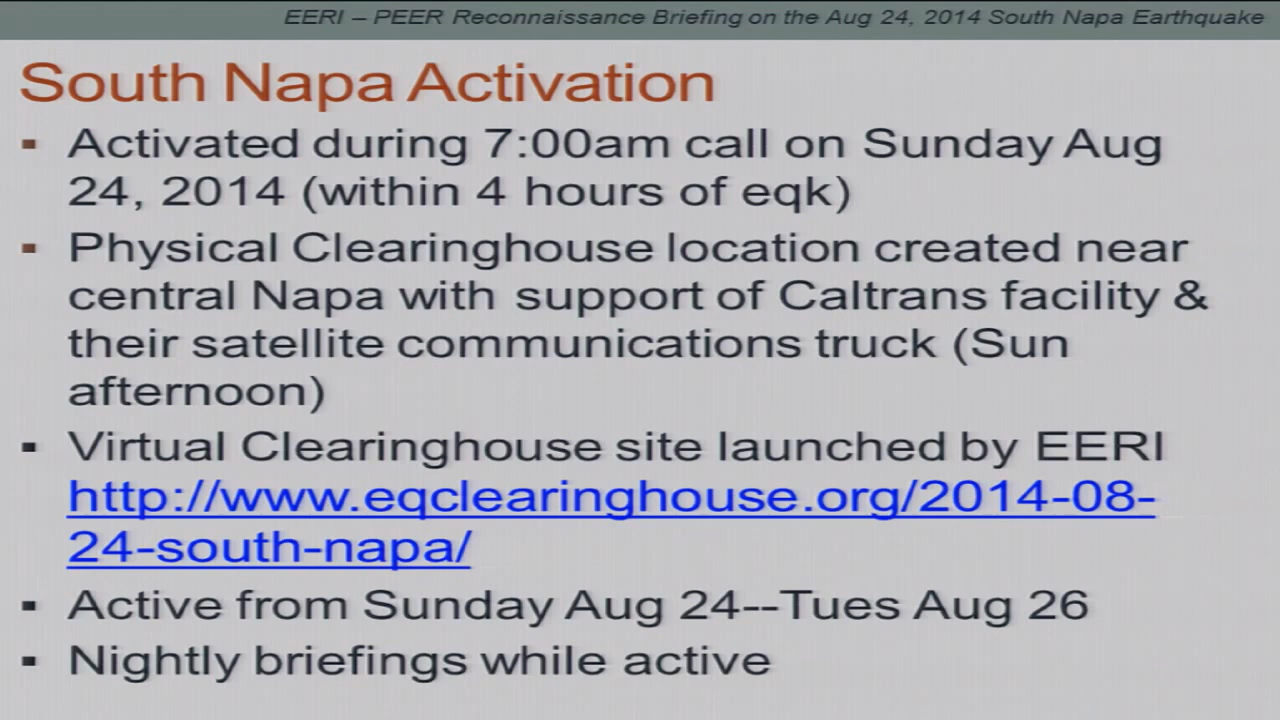 EERI – PEER Reconnaissance Briefing on the Aug 24, 2014 South Napa Earthquake
South Napa Activation
▪ Activated during 7:00am call on Sunday Aug
24, 2014 (within 4 hours of eqk)
▪ Physical Clearinghouse location created near
central Napa with support of Caltrans facility &
their satellite communications truck (Sun
afternoon)
▪ Virtual Clearinghouse site launched by EERI
http://www.eqclearinghouse.org/2014-08-
24-south-napa/
▪ Active from Sunday Aug 24--Tues Aug 26
▪ Nightly briefings while active